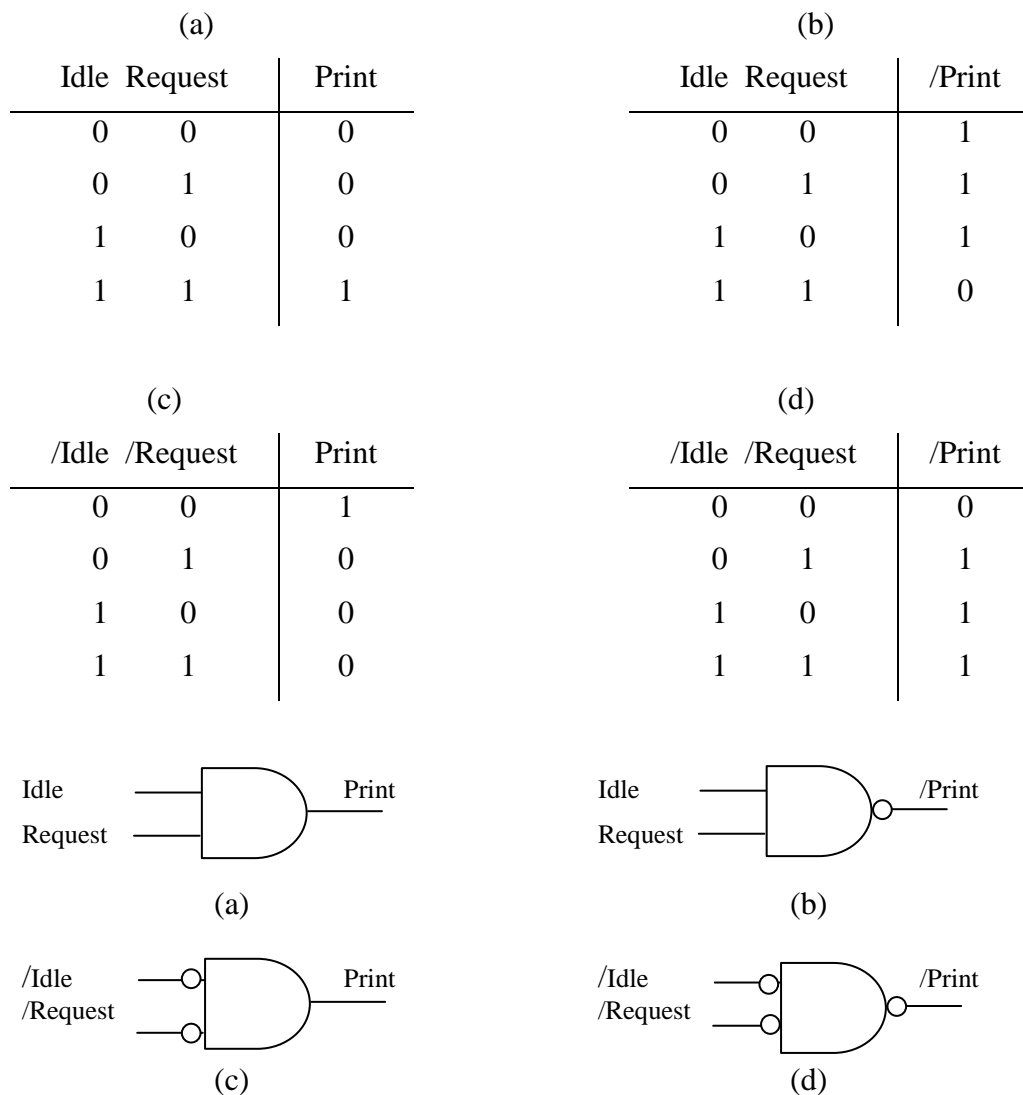 (a) (b)
Idle Request Print Idle Request /Print
0 0 0 0 0 1
0 1 0 0 1 1
1 0 0 1 0 1
1 1 1 1 1 0
(c) (d)
/Idle /Request Print /Idle /Request /Print
0 0 1 0 0 0
0 1 0 0 1 1
1 0 0 1 0 1
1 1 0 1 1 1
Idle Print Idle /Print
Request Request
(a) (b)
/Idle Print /Idle /Print
/Request /Request
(c) (d)